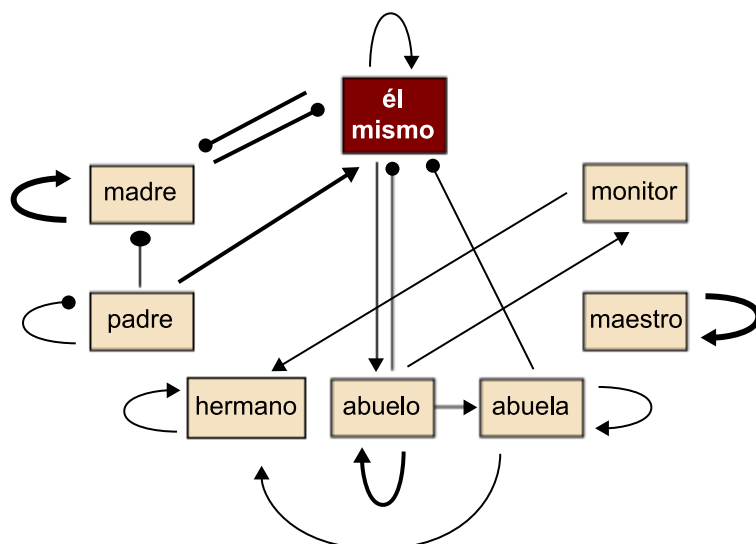 él
mismo
madre
monitor
padre
maestro
hermano
abuelo
abuela